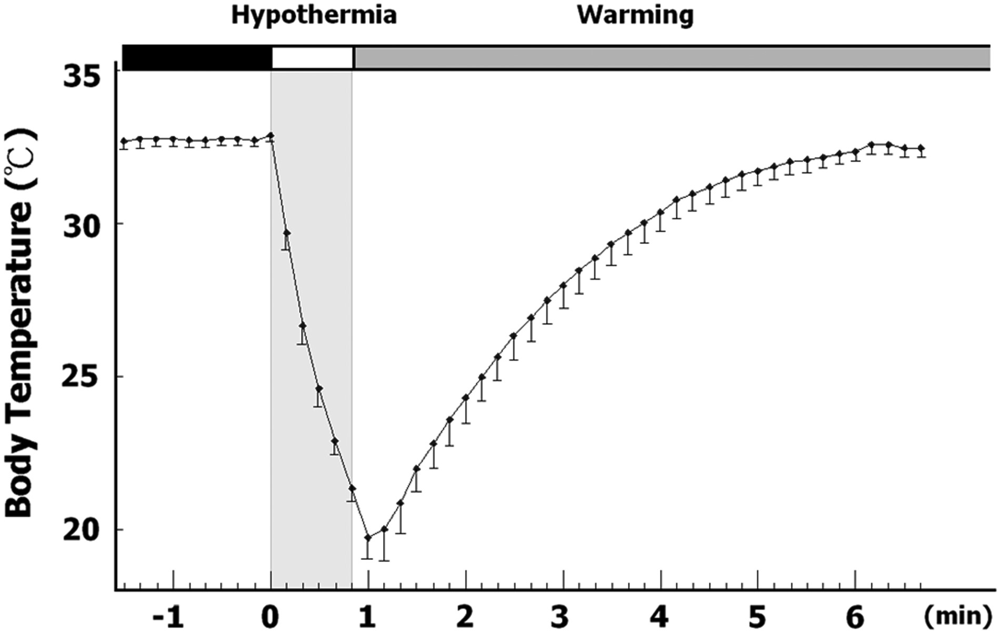 Hypothermia Warming
35
30
25
20
Body Temperature (℃)
-1 0 1 2 3 4 5 6 (min)